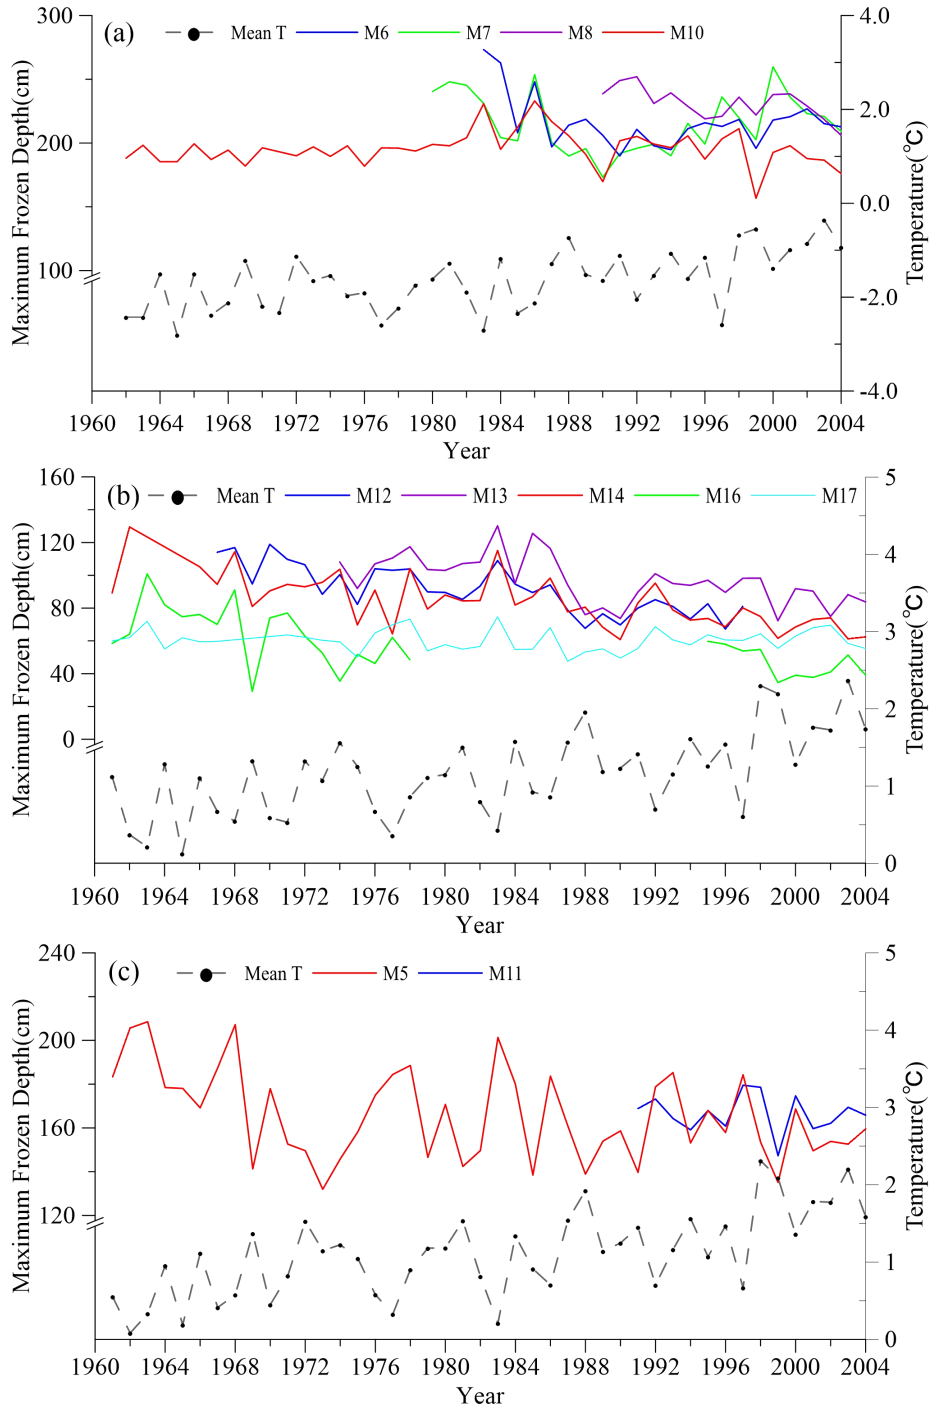 (a) Mean T M6 M7 M8 M10
300
200
100
Maximum Frozen Depth(cm)
4.0
2.0
0.0
-2.0
-4.0
Temperature(℃)
1960 1964 1968 1972 1976 1980 1984 1988 1992 1996 2000 2004
Year
(b) Mean T M12 M13 M14 M16 M17
160
120
80
40
0
Maximum Frozen Depth(cm)
5
4
3
2
1
0
Temperature(℃)
1960 1964 1968 1972 1976 1980 1984 1988 1992 1996 2000 2004
Year
(c) Mean T M5 M11
240
200
160
120
Maximum Frozen Depth(cm)
5
4
3
2
1
0
Temperature(℃)
1960 1964 1968 1972 1976 1980 1984 1988 1992 1996 2000 2004
Year